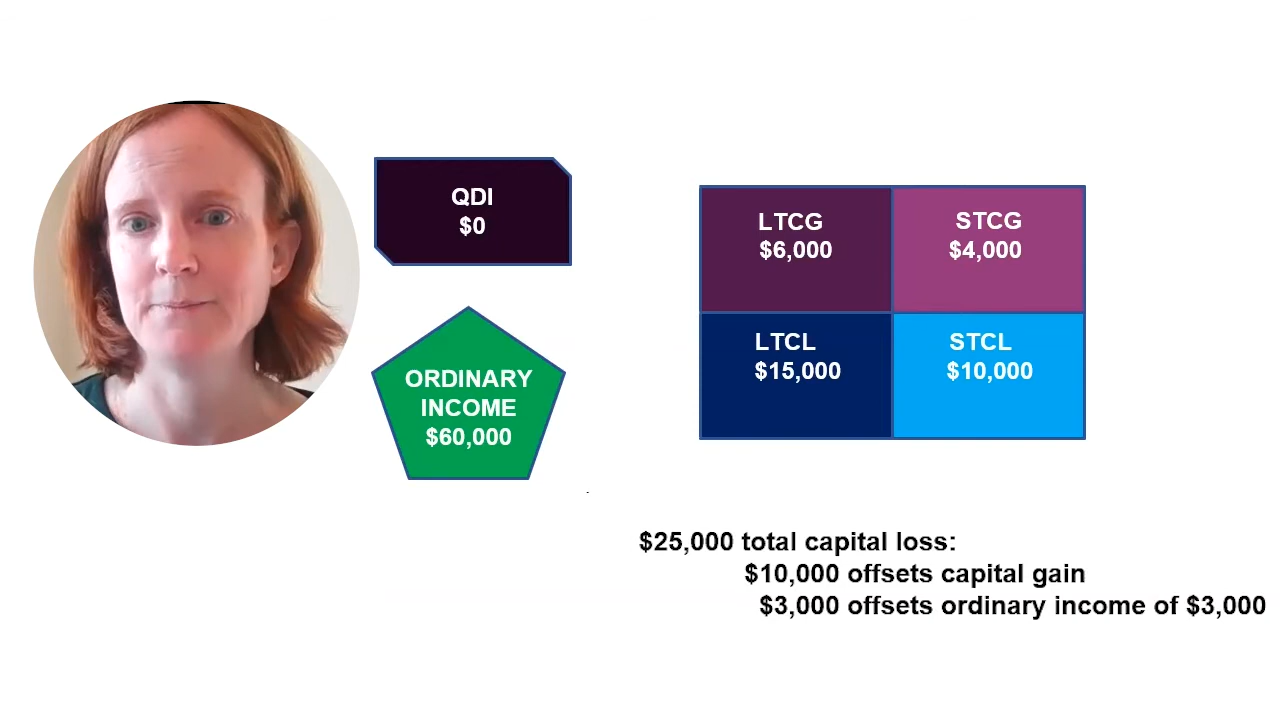 QDI
$0
ORDINARY
INCOME
$60,000
LTCG
$6,000
STCG
$4,000
LTCL
$15,000
STCL
$10,000
$25,000 total capital loss:
$10,000 offsets capital gain
$3,000 offsets ordinary income of $3,000